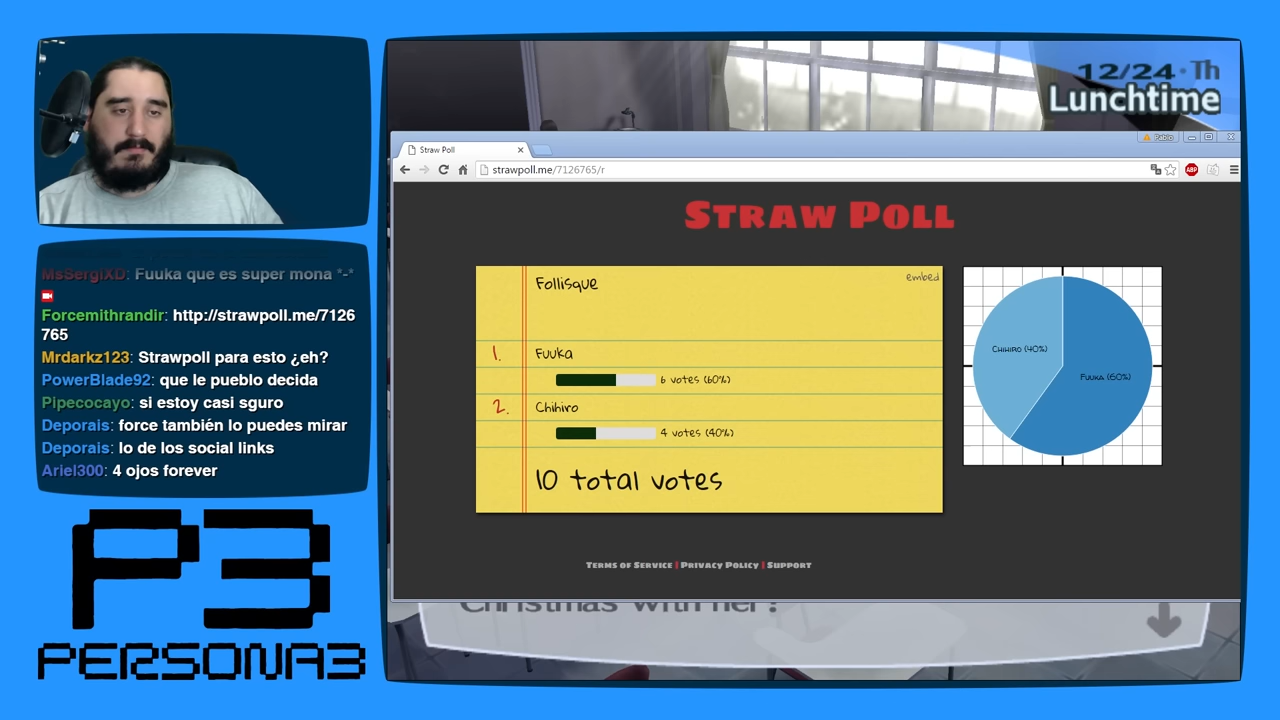 12/24·Th
Lunchtime
Pablo
Straw Poll
strawpoll.me/7126765/r
ABP
Straw Poll
embed
Follisque
1.
Fuuka
6 votes (60%)
2.
Chihiro
4 votes (40%)
10 total votes
Chihiro (40%)
Fuuka (60%)
Terms of Service | Privacy Policy | Support
Christmas with her?
MsSergiXD: Fuuka que es super mona *-*
Forcemithrandir: http://strawpoll.me/7126
765
Mrdarkz123: Strawpoll para esto ¿eh?
PowerBlade92: que le pueblo decida
Pipecocayo: si estoy casi sguro
Deporais: force también lo puedes mirar
Deporais: lo de los social links
Ariel300: 4 ojos forever
P3
PERSONA3